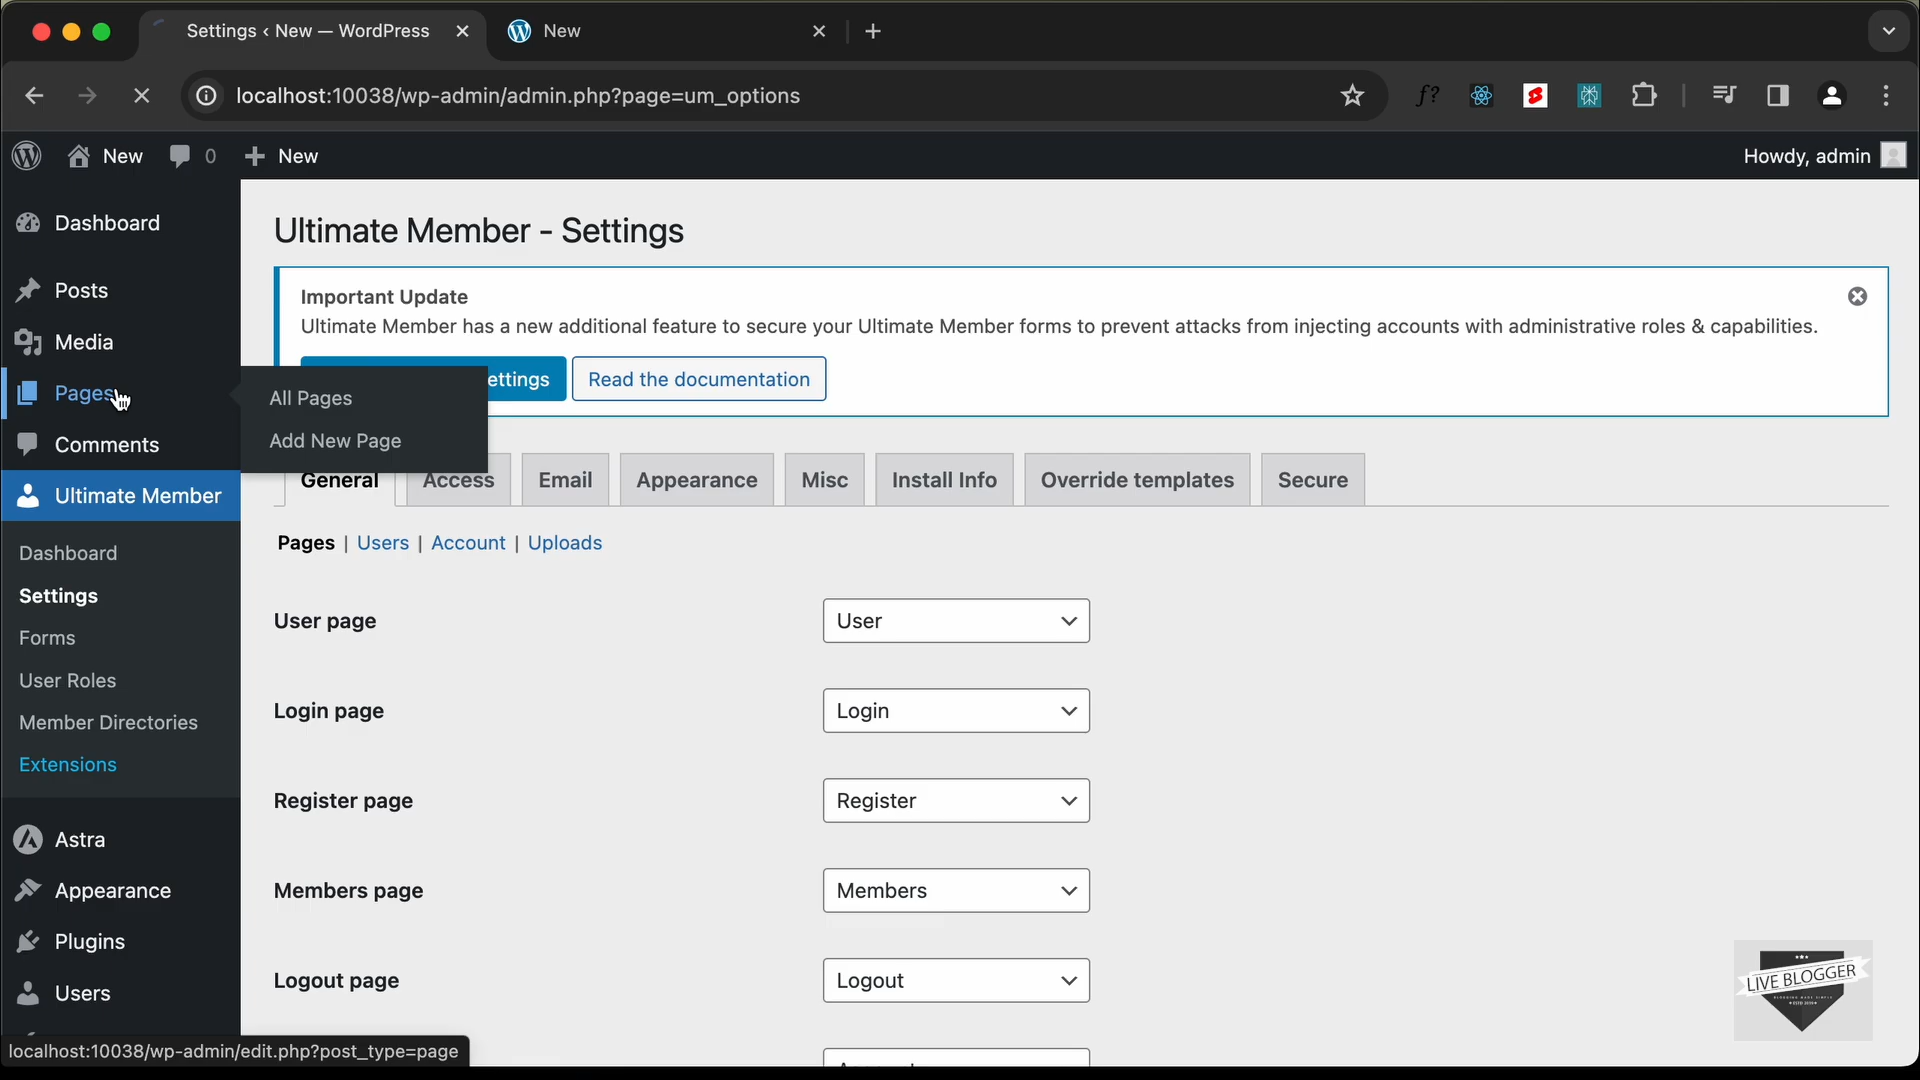 Settings ‹ New — WordPress
New
localhost:10038/wp-admin/admin.php?page=um_options
f?
New
0
New
Howdy, admin
Dashboard
Posts
Media
Pages
Comments
Ultimate Member
Dashboard
Settings
Forms
User Roles
Member Directories
Extensions
Astra
Appearance
Plugins
Users
All Pages
Add New Page
Ultimate Member - Settings
Important Update
Ultimate Member has a new additional feature to secure your Ultimate Member forms to prevent attacks from injecting accounts with administrative roles & capabilities.
ettings
Read the documentation
General
Access
Email
Appearance
Misc
Install Info
Override templates
Secure
Pages | Users | Account | Uploads
User page
User
Login page
Login
Register page
Register
Members page
Members
Logout page
Logout
LIVE BLOGGER
localhost:10038/wp-admin/edit.php?post_type=page